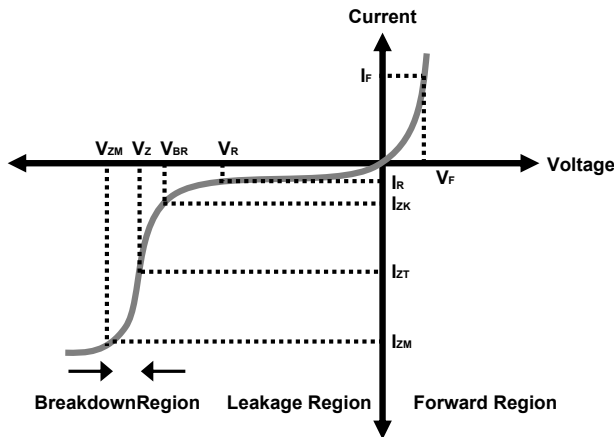 Current
IF
VZM VZ VBR VR
Voltage
VF
IR
IZK
IZT
IZM
BreakdownRegion Leakage Region Forward Region